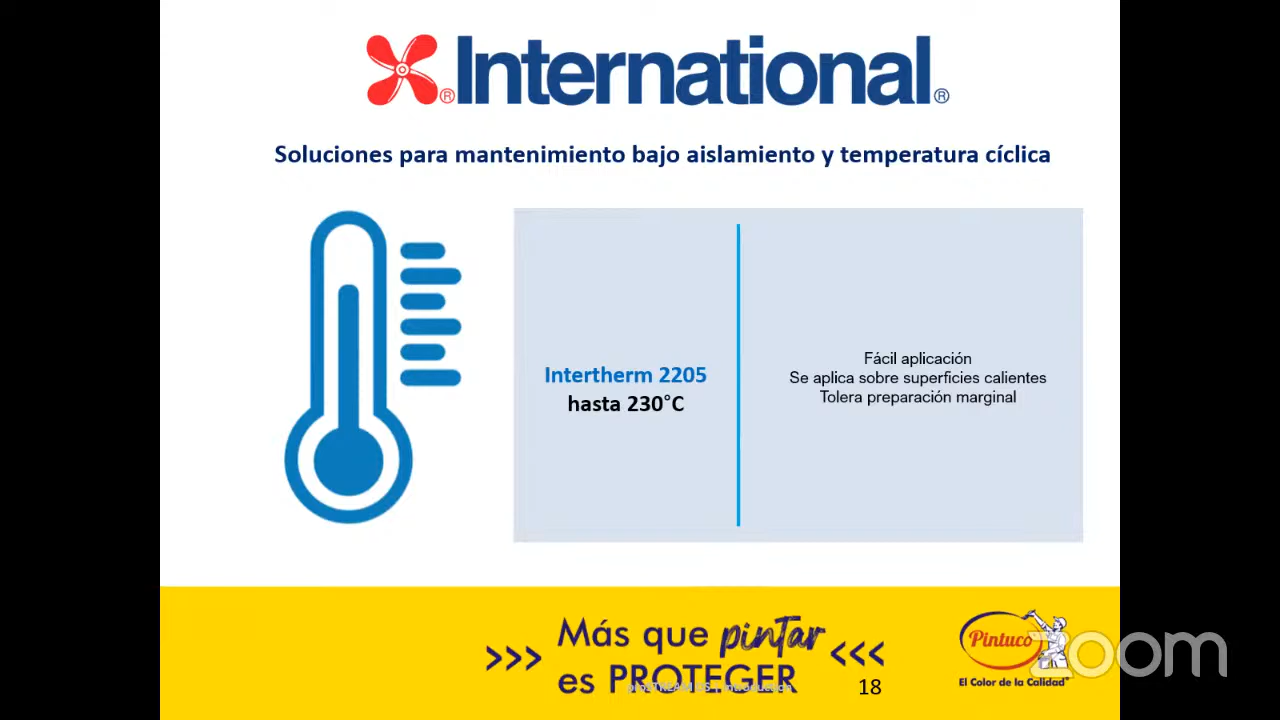 International
Soluciones para mantenimiento bajo aislamiento y temperatura cíclica
Intertherm 2205
hasta 230°C
Fácil aplicación
Se aplica sobre superficies calientes
Tolera preparación marginal
>>> Más que pintar <<<
es PROTEGER
18
Pintuco
El Color de la Calidad®
zoom